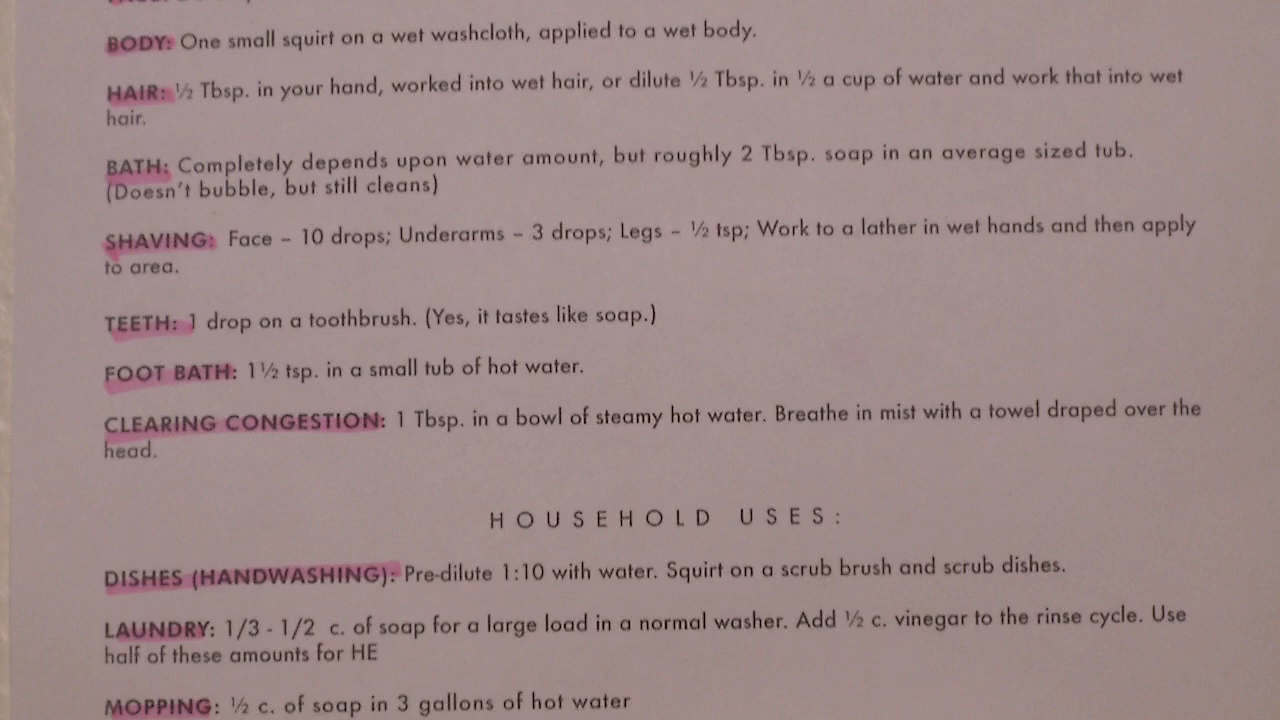 BODY: One small squirt on a wet washcloth, applied to a wet body.
HAIR: ½ Tbsp. in your hand, worked into wet hair, or dilute ½ Tbsp. in ½ a cup of water and work that into wet
hair.
BATH: Completely depends upon water amount, but roughly 2 Tbsp. soap in an average sized tub.
(Doesn't bubble, but still cleans)
SHAVING: Face – 10 drops; Underarms – 3 drops; Legs – ½ tsp; Work to a lather in wet hands and then apply
to area.
TEETH: 1 drop on a toothbrush. (Yes, it tastes like soap.)
FOOT BATH: 1½ tsp. in a small tub of hot water.
CLEARING CONGESTION: 1 Tbsp. in a bowl of steamy hot water. Breathe in mist with a towel draped over the
head.
HOUSEHOLD USES:
DISHES (HANDWASHING): Pre-dilute 1:10 with water. Squirt on a scrub brush and scrub dishes.
LAUNDRY: 1/3 - 1/2 c. of soap for a large load in a normal washer. Add ½ c. vinegar to the rinse cycle. Use
half of these amounts for HE
MOPPING: ½ c. of soap in 3 gallons of hot water